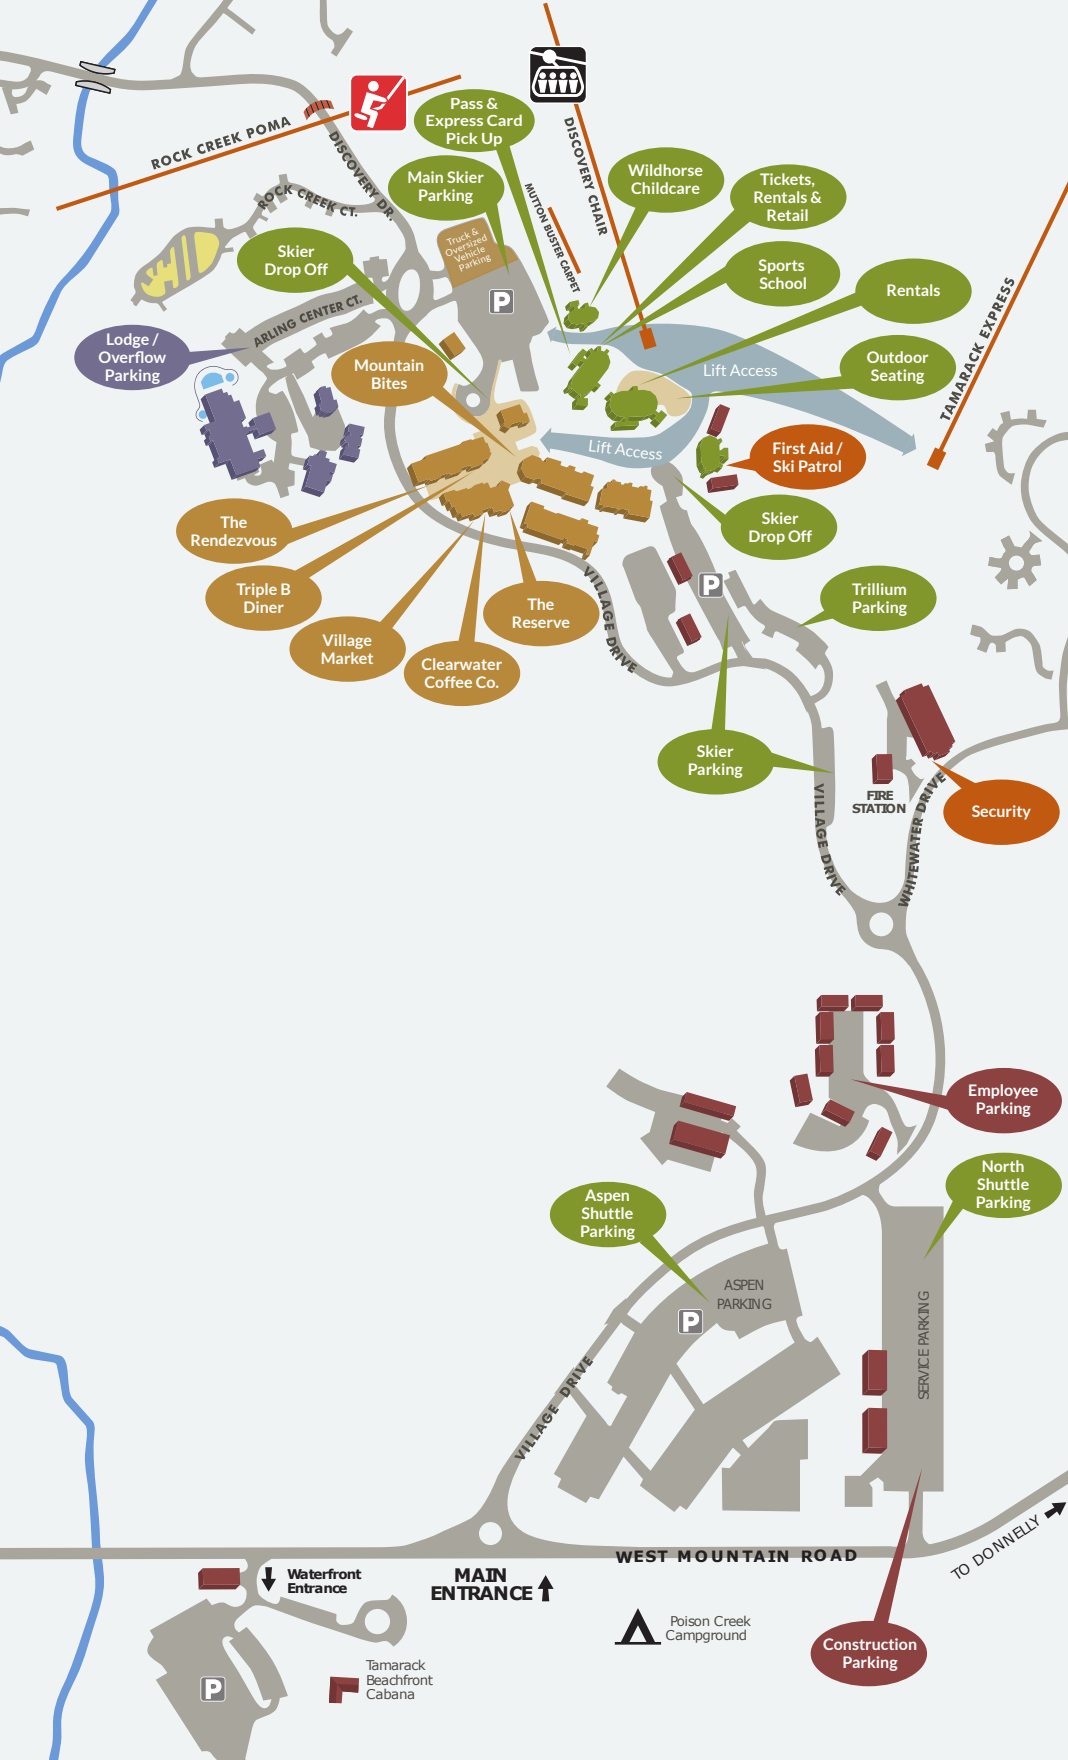 Pass &
Express Card
Pick Up
ROCK CREEK POMA
DISCOVERY DR.
DISCOVERY CHAIR
Main Skier
Parking
MUTTON BUSTER CARPET
Wildhorse
Childcare
Tickets,
Rentals &
Retail
ROCK CREEK CT.
Skier
Drop Off
Truck &
Oversized
Vehicle
Parking
P
Sports
School
Rentals
ARLING CENTER CT.
Lodge /
Overflow
Parking
Mountain
Bites
Lift Access
Outdoor
Seating
TAMARACK EXPRESS
Lift Access
First Aid /
Ski Patrol
The
Rendezvous
Skier
Drop Off
Triple B
Diner
The
Reserve
P
Trillium
Parking
VILLAGE DRIVE
Village
Market
Clearwater
Coffee Co.
Skier
Parking
FIRE
STATION
Security
VILLAGE DRIVE
WHITEWATER DRIVE
Employee
Parking
North
Shuttle
Parking
Aspen
Shuttle
Parking
ASPEN
PARKING
P
SERVICE PARKING
VILLAGE DRIVE
WEST MOUNTAIN ROAD
TO DONNELLY
Waterfront
Entrance
MAIN
ENTRANCE
Poison Creek
Campground
Construction
Parking
Tamarack
Beachfront
Cabana
P